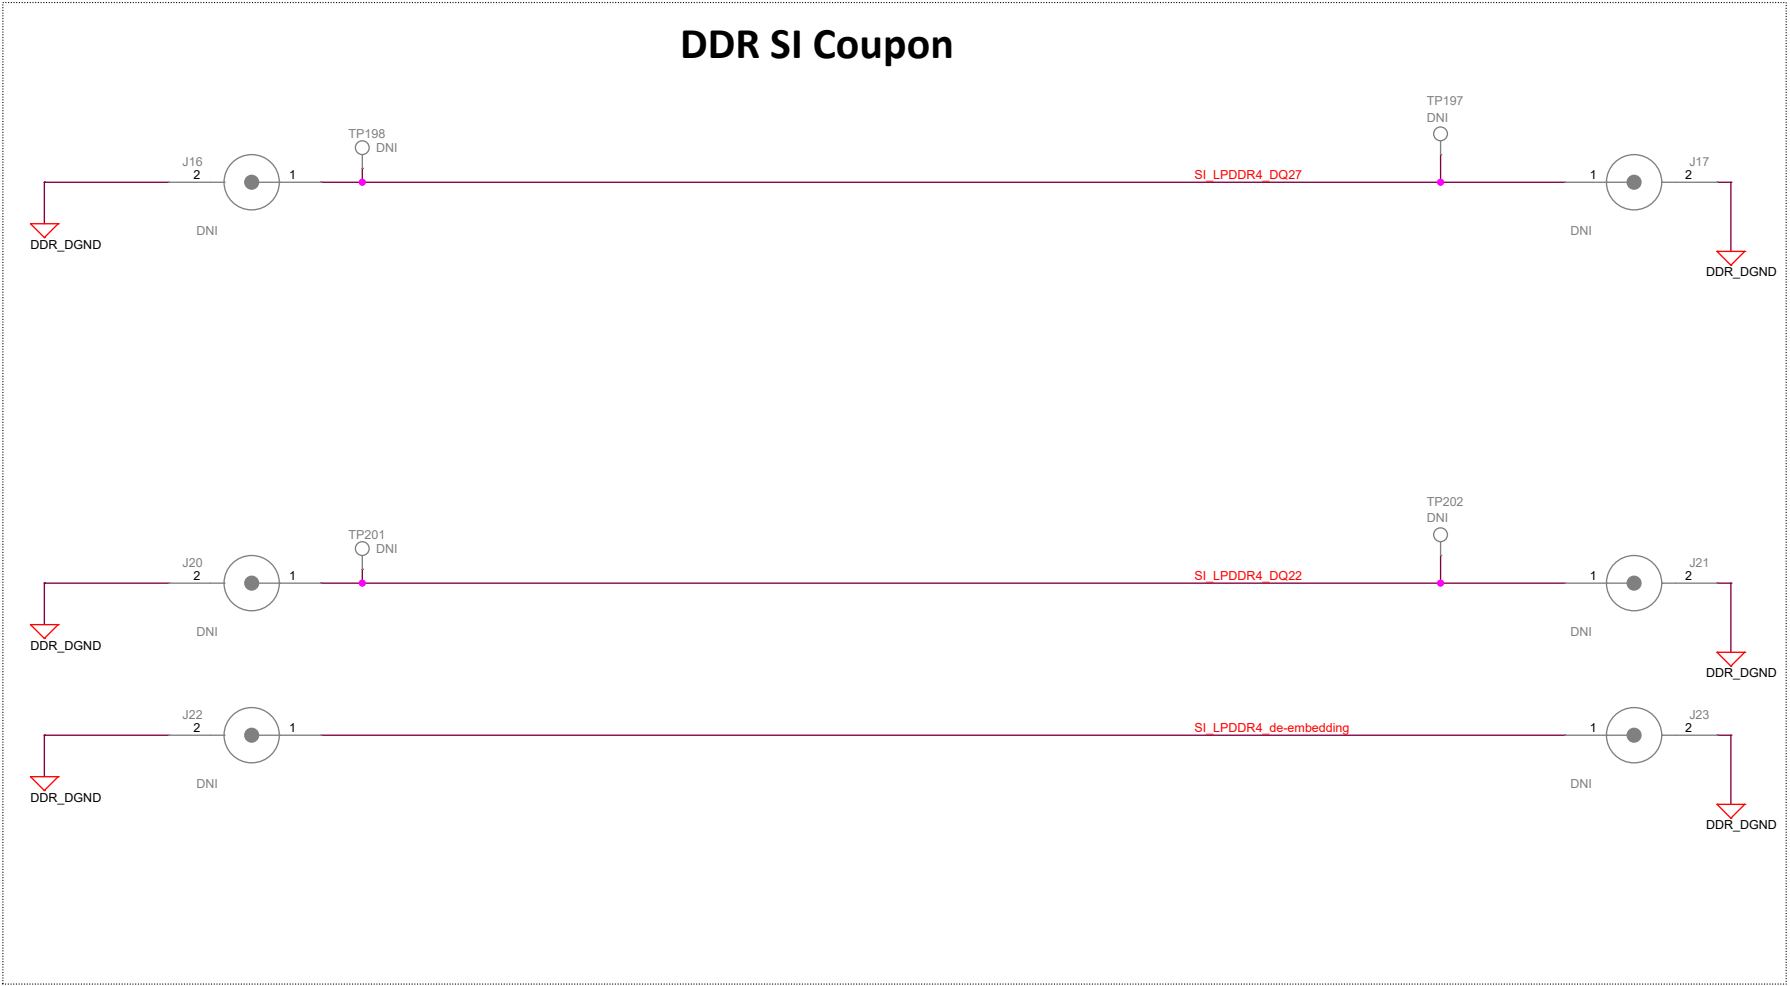 DDR SI Coupon
TP197
DNI
TP198
DNI
J16
2
1
SI_LPDDR4_DQ27
1
J17
2
DNI
DNI
DDR_DGND
DDR_DGND
TP202
DNI
TP201
DNI
J20
2
1
SI_LPDDR4_DQ22
1
J21
2
DNI
DNI
DDR_DGND
DDR_DGND
J22
2
1
SI_LPDDR4_de-embedding
1
J23
2
DNI
DNI
DDR_DGND
DDR_DGND